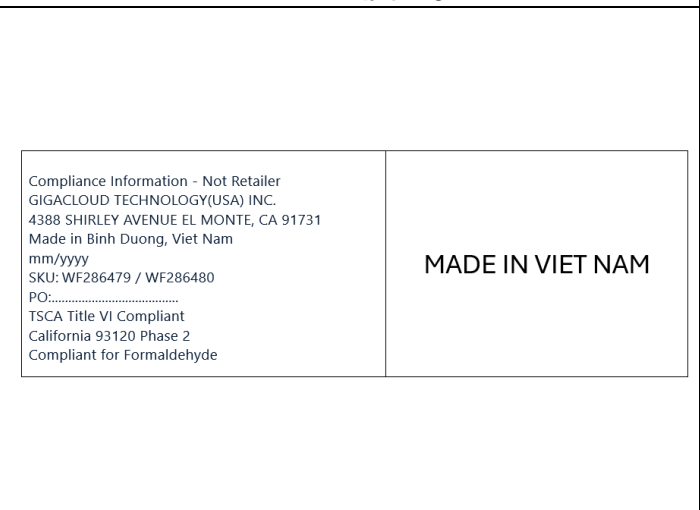 Compliance Information - Not Retailer
GIGACLOUD TECHNOLOGY(USA) INC.
4388 SHIRLEY AVENUE EL MONTE, CA 91731
Made in Binh Duong, Viet Nam
mm/yyyy
SKU: WF286479 / WF286480
PO:......................................
TSCA Title VI Compliant
California 93120 Phase 2
Compliant for Formaldehyde
MADE IN VIET NAM